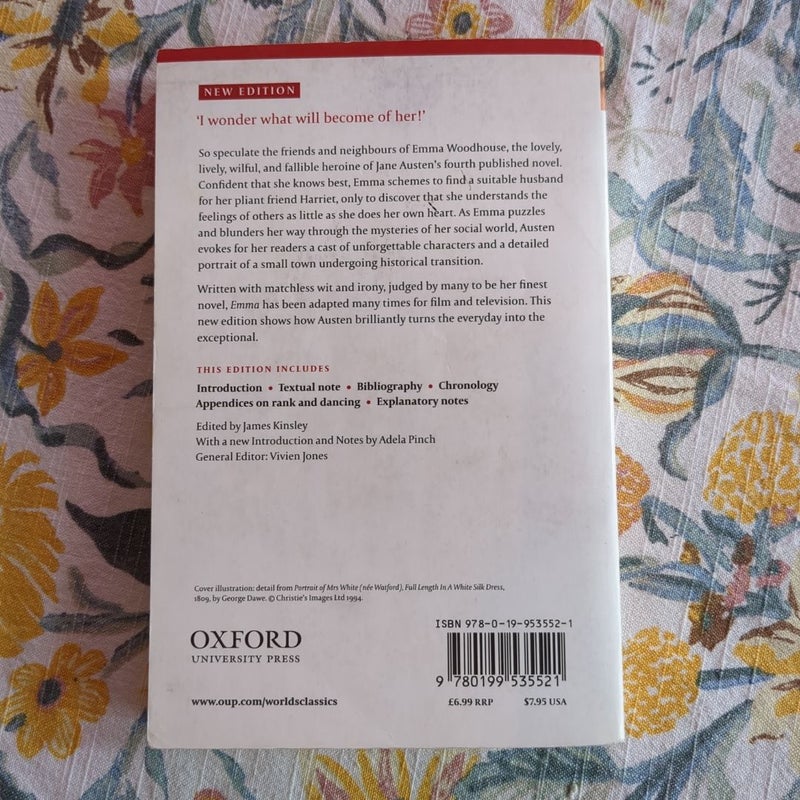 NEW EDITION
'I wonder what will become of her!'
So speculate the friends and neighbours of Emma Woodhouse, the lovely,
lively, wilful, and fallible heroine of Jane Austen's fourth published novel.
Confident that she knows best, Emma schemes to find a suitable husband
for her pliant friend Harriet, only to discover that she understands the
feelings of others as little as she does her own heart. As Emma puzzles
and blunders her way through the mysteries of her social world, Austen
evokes for her readers a cast of unforgettable characters and a detailed
portrait of a small town undergoing historical transition.
Written with matchless wit and irony, judged by many to be her finest
novel, Emma has been adapted many times for film and television. This
new edition shows how Austen brilliantly turns the everyday into the
exceptional.
THIS EDITION INCLUDES
Introduction • Textual note • Bibliography • Chronology
Appendices on rank and dancing • Explanatory notes
Edited by James Kinsley
With a new Introduction and Notes by Adela Pinch
General Editor: Vivien Jones
Cover illustration: detail from Portrait of Mrs White (née Watford), Full Length In A White Silk Dress,
1809, by George Dawe. © Christie's Images Ltd 1994.
OXFORD
UNIVERSITY PRESS
www.oup.com/worldsclassics
ISBN 978-0-19-953552-1
9 780199 535521
£6.99 RRP $7.95 USA